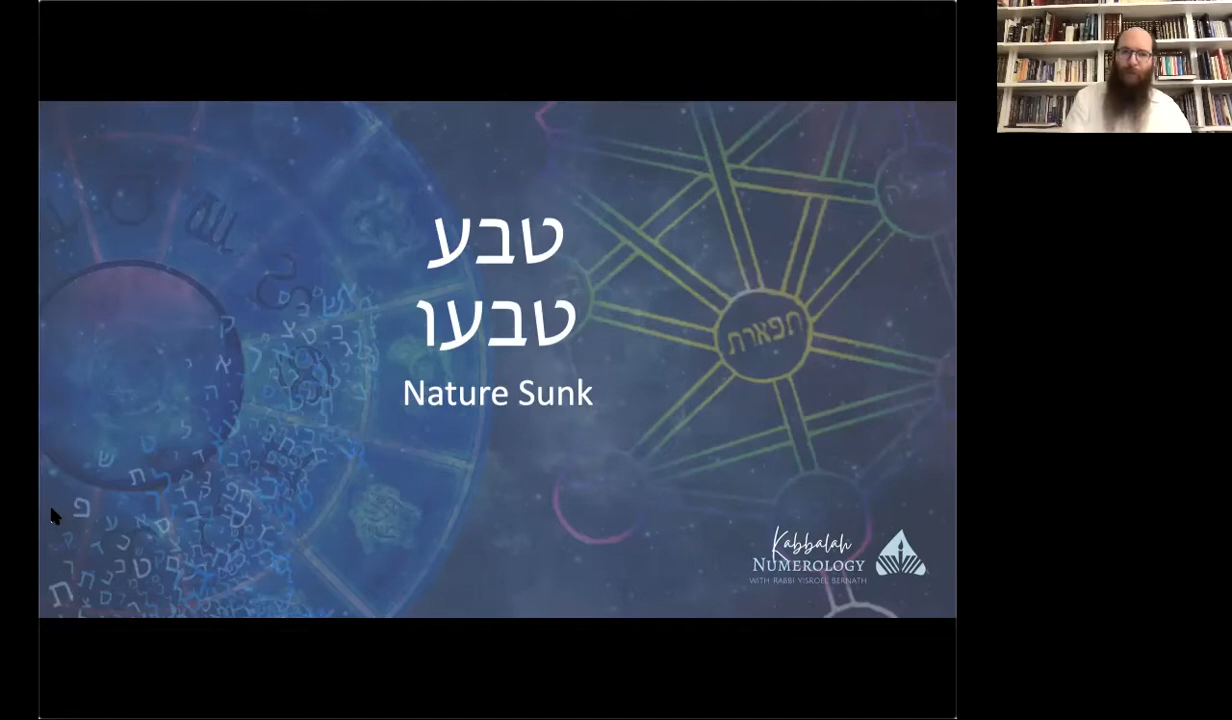 טבע
טבעו
Nature Sunk
תפארת
Kabbalah
NUMEROLOGY
WITH RABBI YISROEL BERNATH